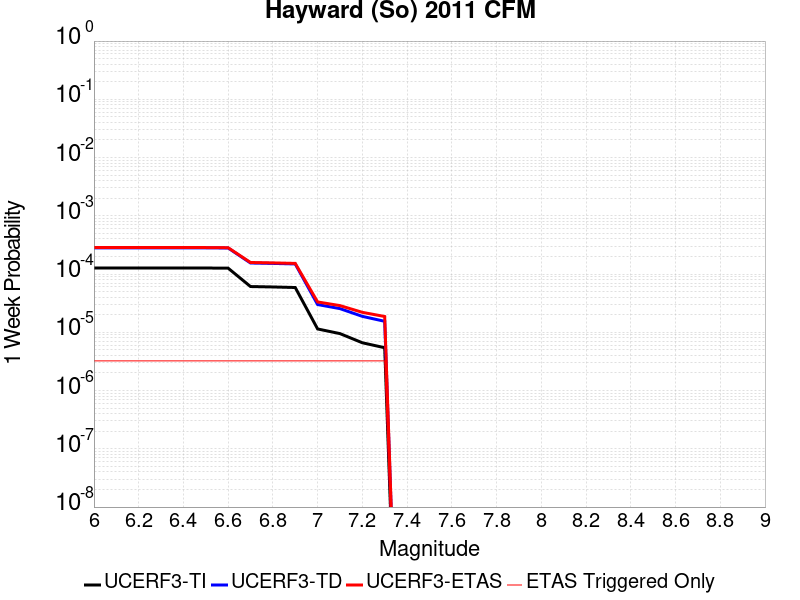 Hayward (So) 2011 CFM
1 Week Probability
10^0
10^-1
10^-2
10^-3
10^-4
10^-5
10^-6
10^-7
10^-8
6 6.2 6.4 6.6 6.8 7 7.2 7.4 7.6 7.8 8 8.2 8.4 8.6 8.8 9
Magnitude
UCERF3-TI UCERF3-TD UCERF3-ETAS ETAS Triggered Only